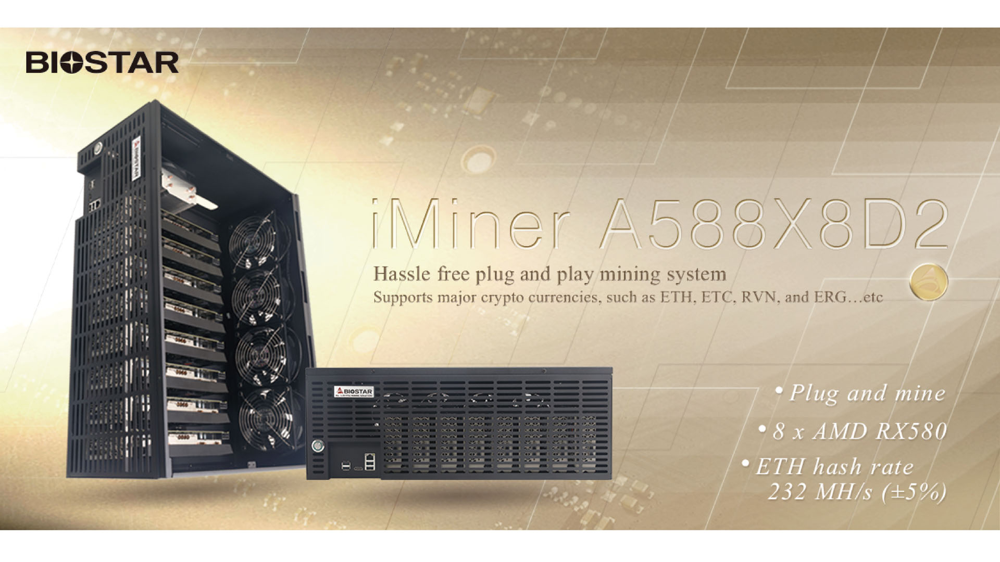 BIOSTAR
BIOSTAR
iMiner A588X8D2
Hassle free plug and play mining system
Supports major crypto currencies, such as ETH, ETC, RVN, and ERG...etc
BIOSTAR
• Plug and mine
• 8 x AMD RX580
• ETH hash rate
232 MH/s (±5%)